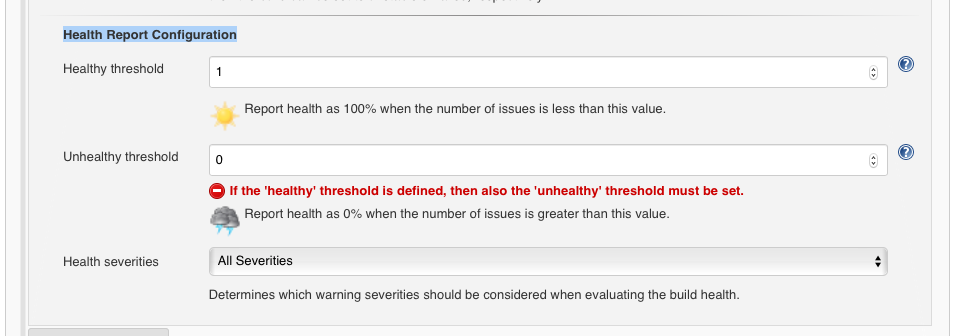 Health Report Configuration
Healthy threshold
1
Report health as 100% when the number of issues is less than this value.
Unhealthy threshold
0
If the 'healthy' threshold is defined, then also the 'unhealthy' threshold must be set.
Report health as 0% when the number of issues is greater than this value.
Health severities
All Severities
Determines which warning severities should be considered when evaluating the build health.